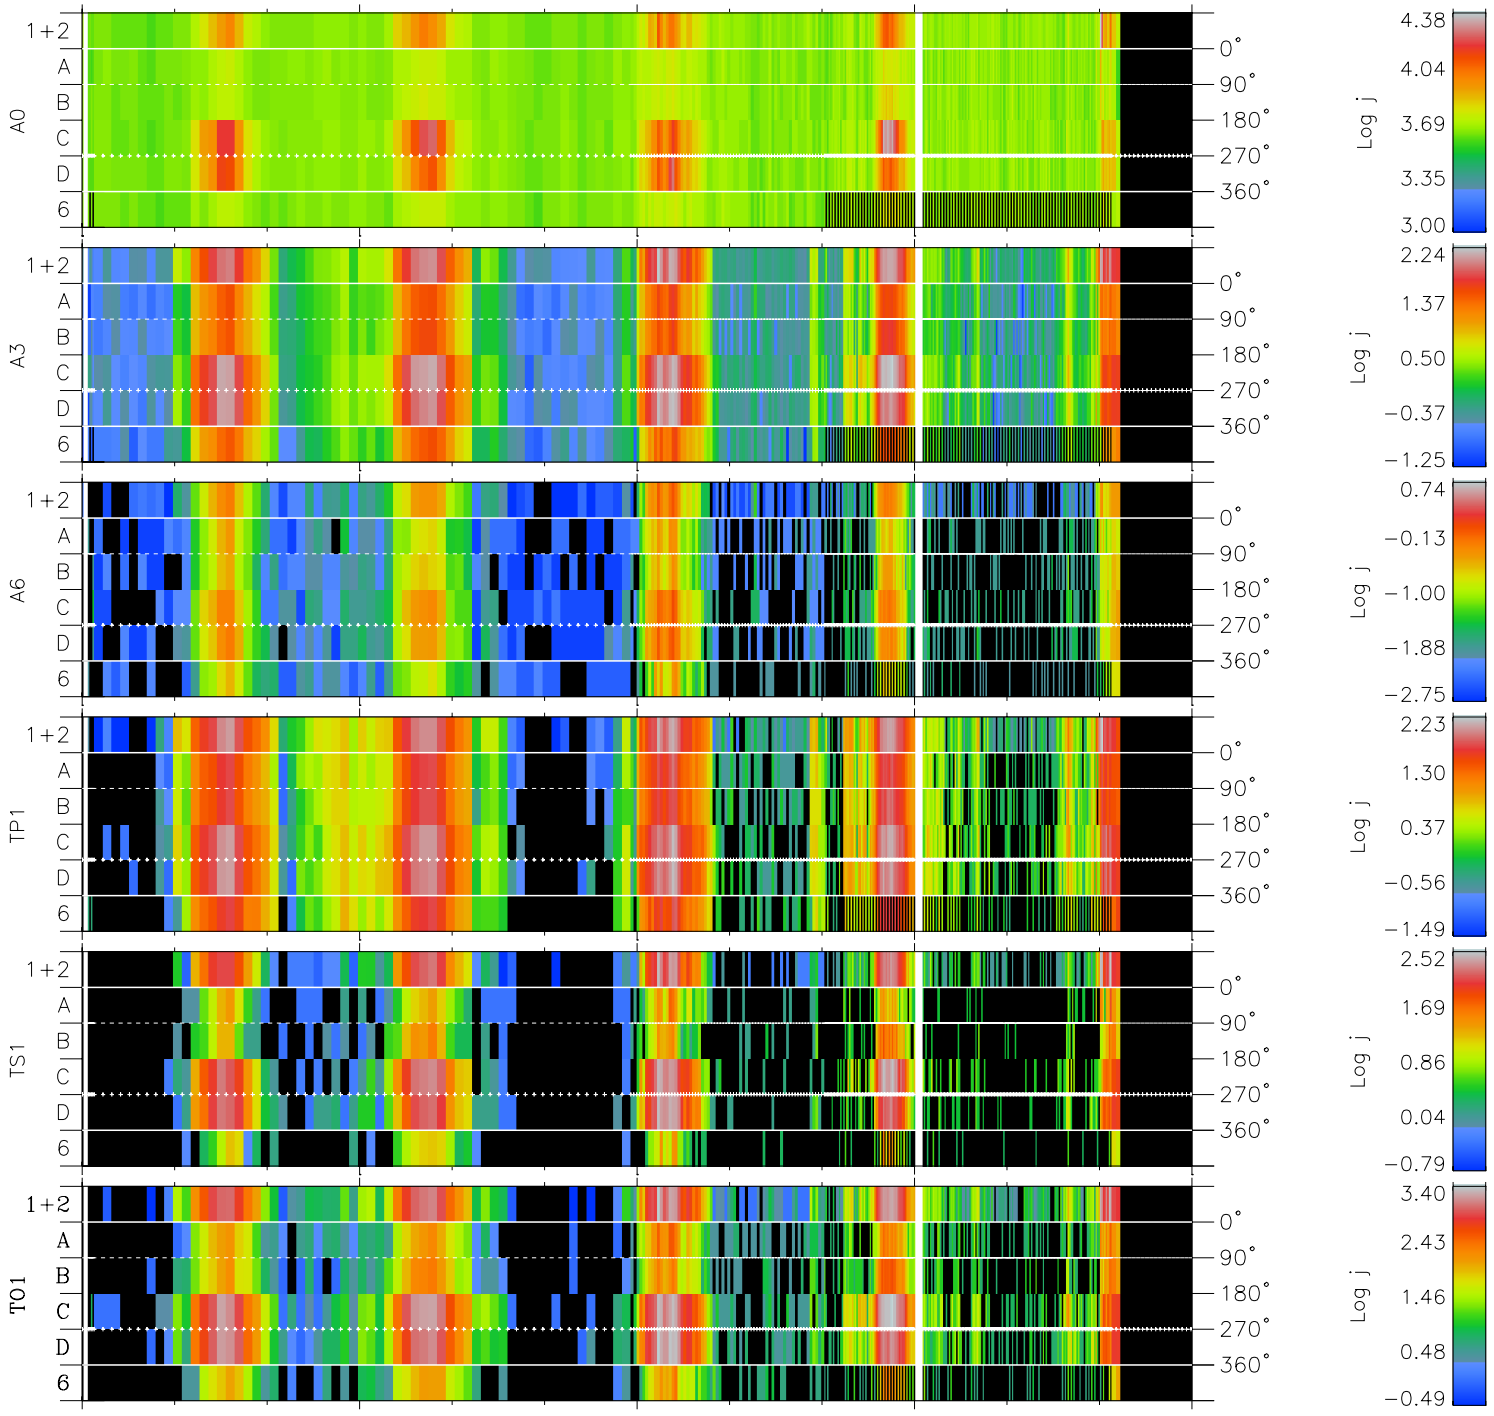 A0
1+2
A
B
C
D
6
0°
90°
180°
270°
360°
Log j
4.38
4.04
3.69
3.35
3.00
A3
1+2
A
B
C
D
6
0°
90°
180°
270°
360°
Log j
2.24
1.37
0.50
−0.37
−1.25
A6
1+2
A
B
C
D
6
0°
90°
180°
270°
360°
Log j
0.74
−0.13
−1.00
−1.88
−2.75
TP1
1+2
A
B
C
D
6
0°
90°
180°
270°
360°
Log j
2.23
1.30
0.37
−0.56
−1.49
TS1
1+2
A
B
C
D
6
0°
90°
180°
270°
360°
Log j
2.52
1.69
0.86
0.04
−0.79
TO1
1+2
A
B
C
D
6
0°
90°
180°
270°
360°
Log j
3.40
2.43
1.46
0.48
−0.49